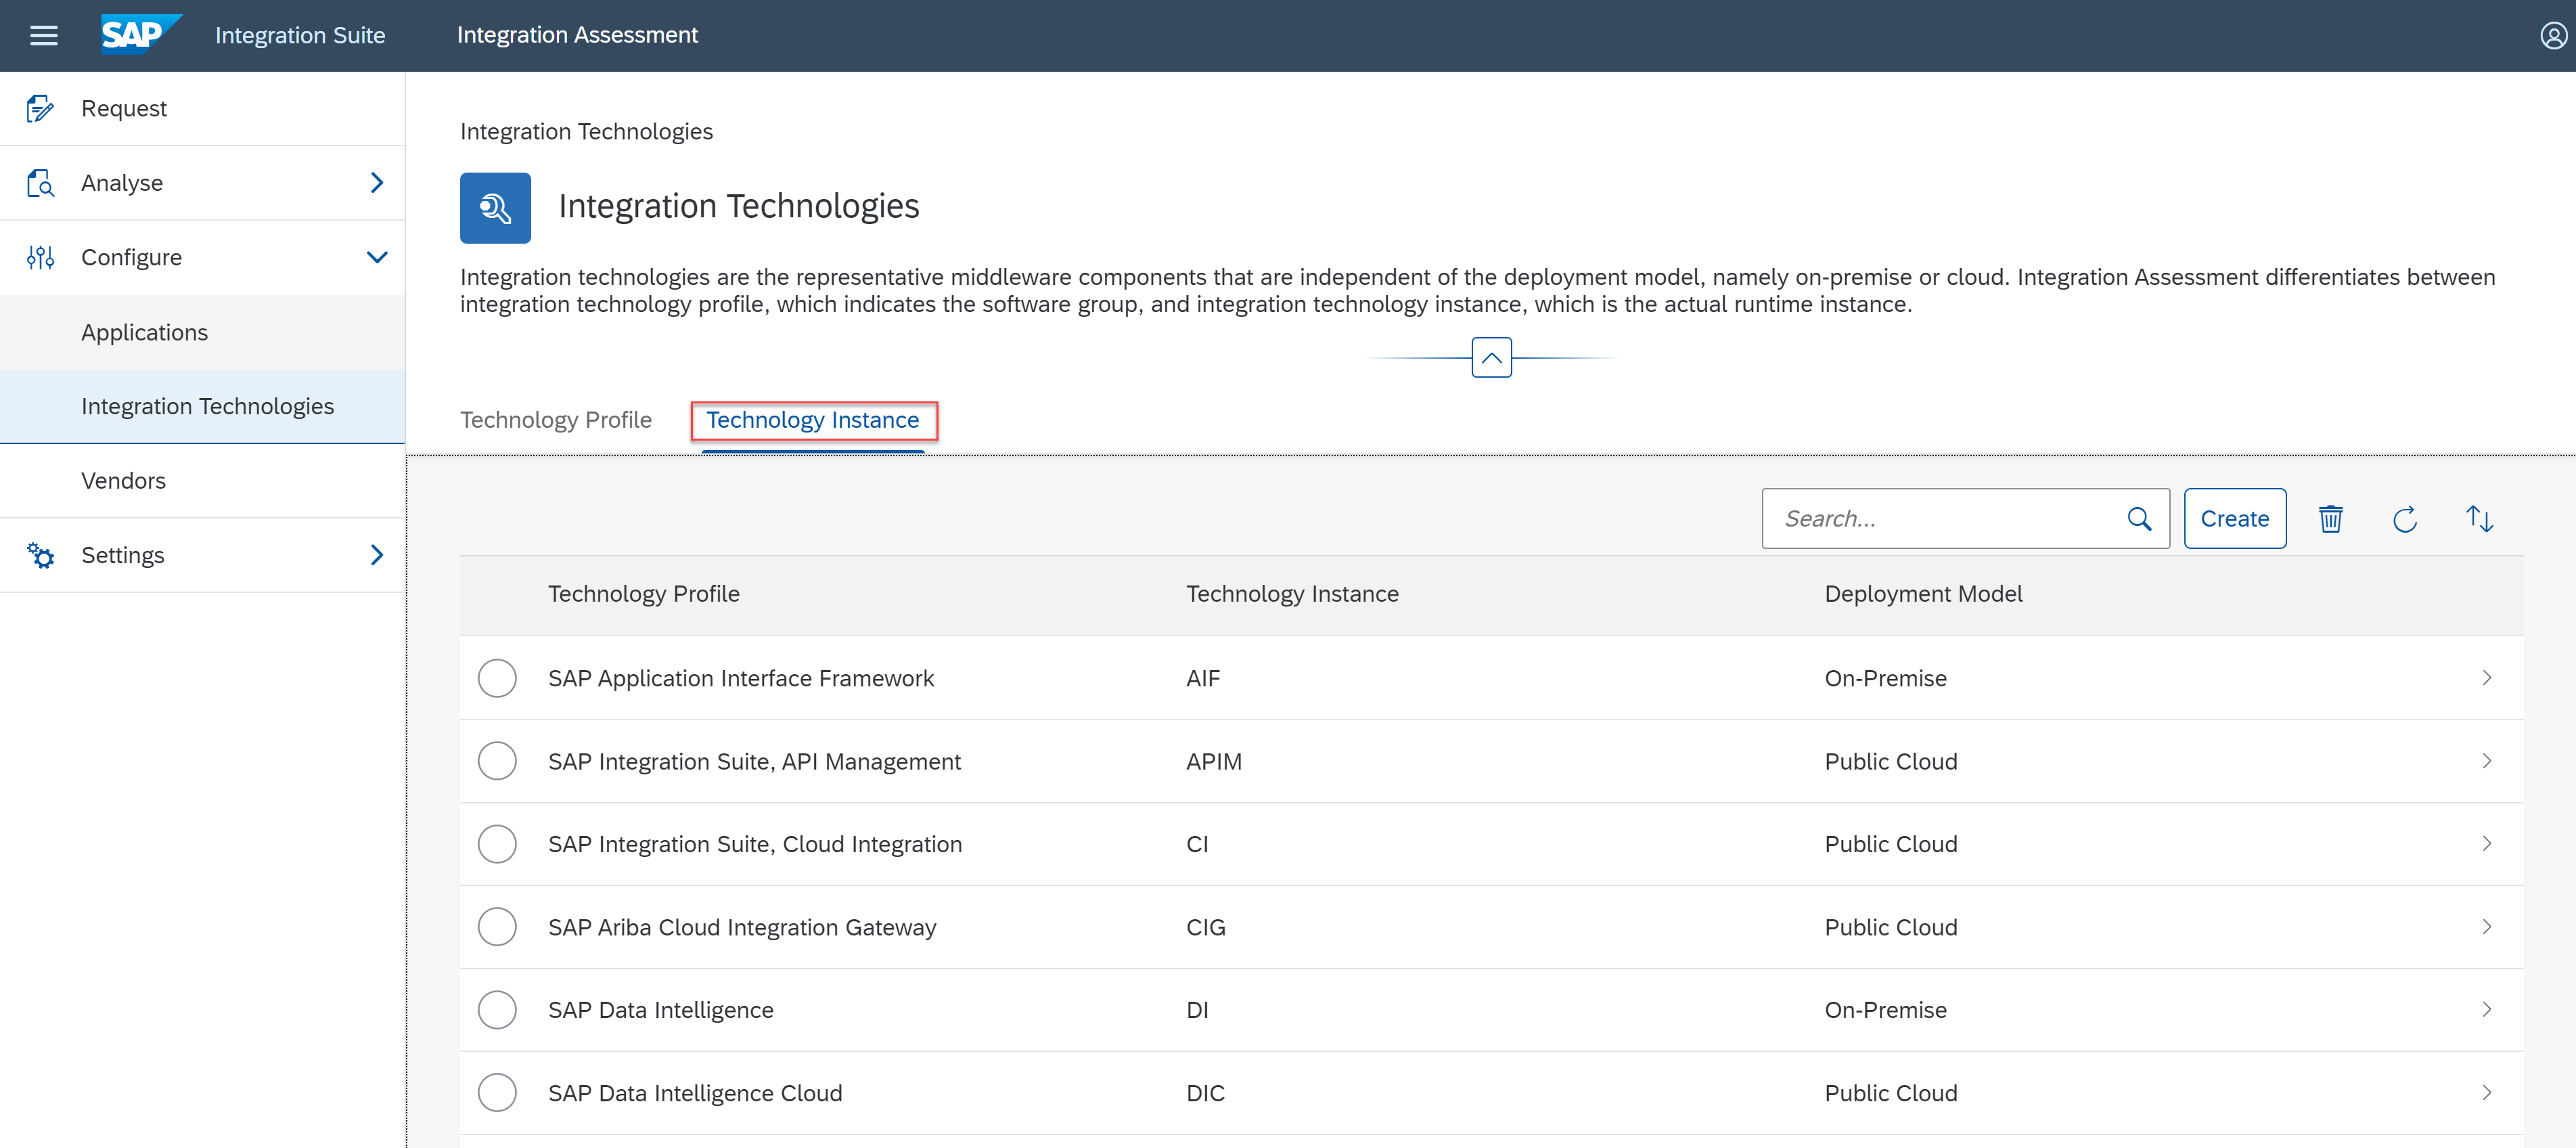 SAP Integration Suite Integration Assessment
Request
Analyse
Configure
Applications
Integration Technologies
Vendors
Settings
Integration Technologies
Integration Technologies
Integration technologies are the representative middleware components that are independent of the deployment model, namely on-premise or cloud. Integration Assessment differentiates between
integration technology profile, which indicates the software group, and integration technology instance, which is the actual runtime instance.
Technology Profile Technology Instance
Search... Create
Technology Profile Technology Instance Deployment Model
SAP Application Interface Framework AIF On-Premise
SAP Integration Suite, API Management APIM Public Cloud
SAP Integration Suite, Cloud Integration CI Public Cloud
SAP Ariba Cloud Integration Gateway CIG Public Cloud
SAP Data Intelligence DI On-Premise
SAP Data Intelligence Cloud DIC Public Cloud